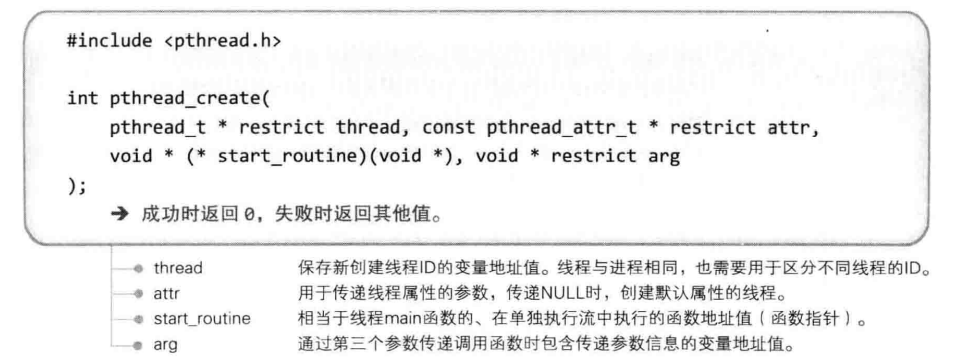 #include <pthread.h>
int pthread_create(
pthread_t * restrict thread, const pthread_attr_t * restrict attr,
void * (* start_routine)(void *), void * restrict arg
);
➔ 成功时返回 0，失败时返回其他值。
thread 保存新创建线程ID的变量地址值。线程与进程相同，也需要用于区分不同线程的ID。
attr 用于传递线程属性的参数，传递NULL时，创建默认属性的线程。
start_routine 相当于线程main函数的、在单独执行流中执行的函数地址值（函数指针）。
arg 通过第三个参数传递调用函数时包含传递参数信息的变量地址值。